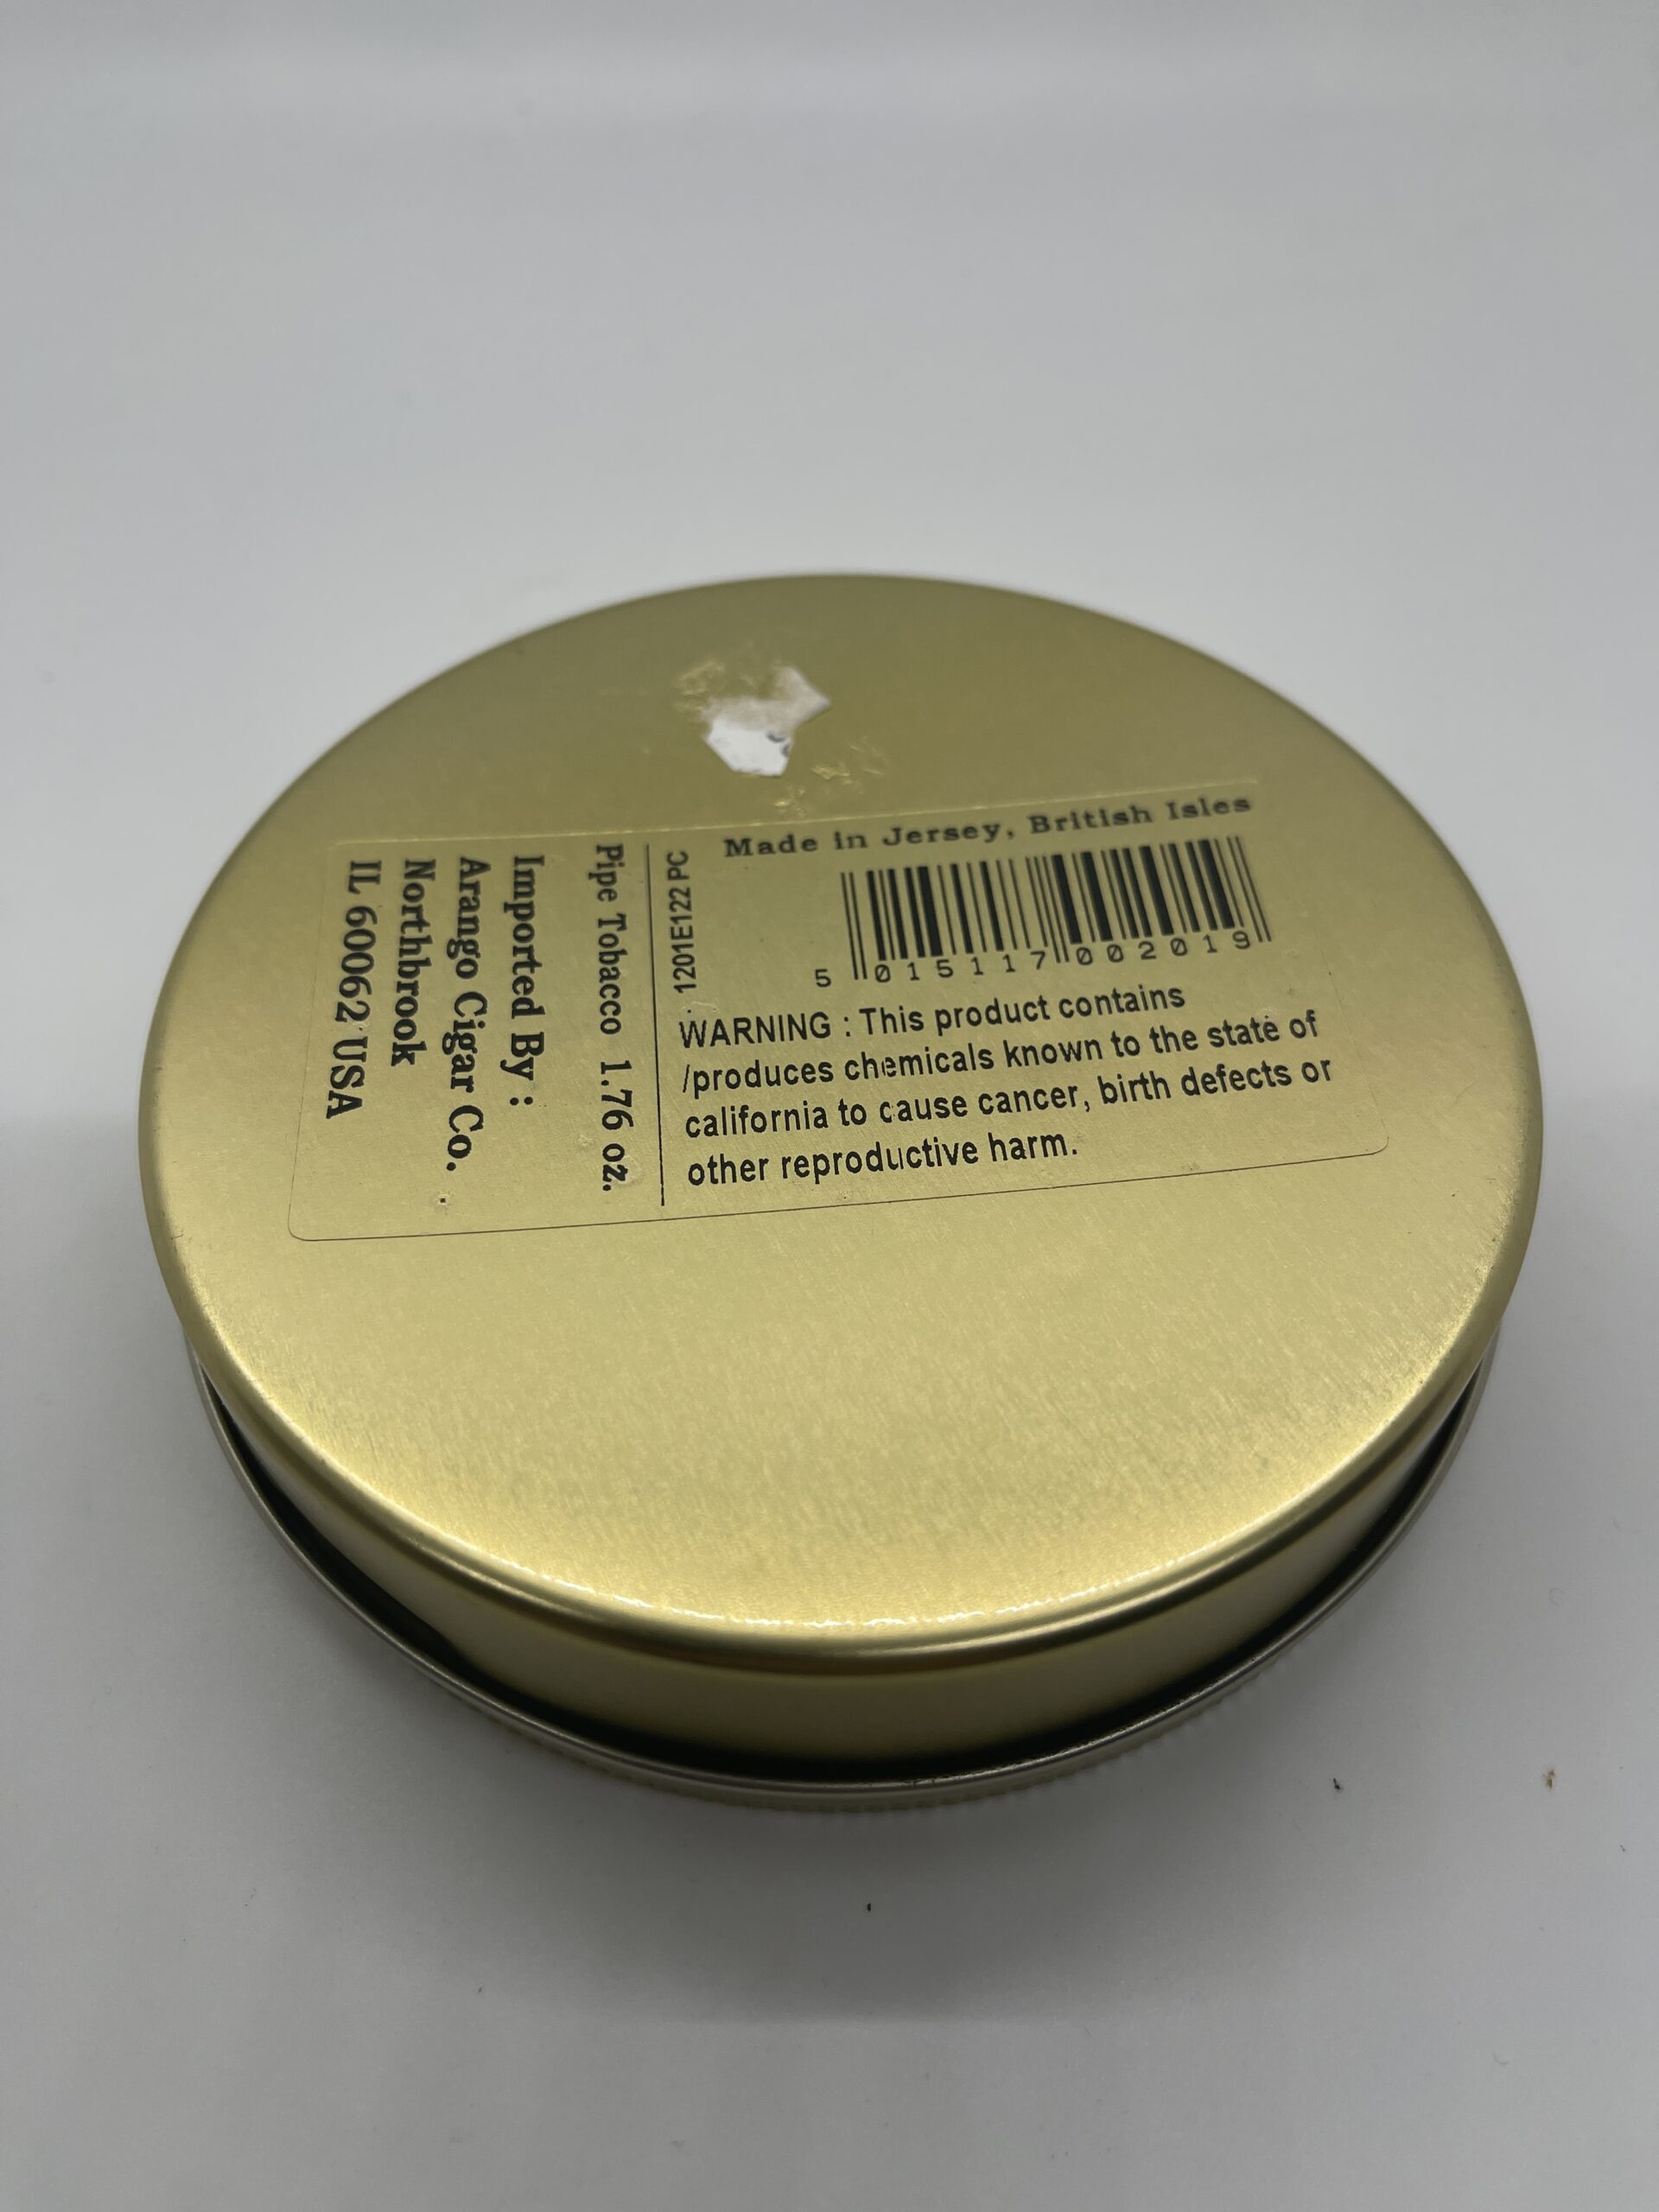 Made in Jersey, British Isles
5 015117 002019
WARNING : This product contains
/produces chemicals known to the state of
california to cause cancer, birth defects or
other reproductive harm.
1201E122 PC
Pipe Tobacco 1.76 oz.
Imported By :
Arango Cigar Co.
Northbrook
IL 60062 USA